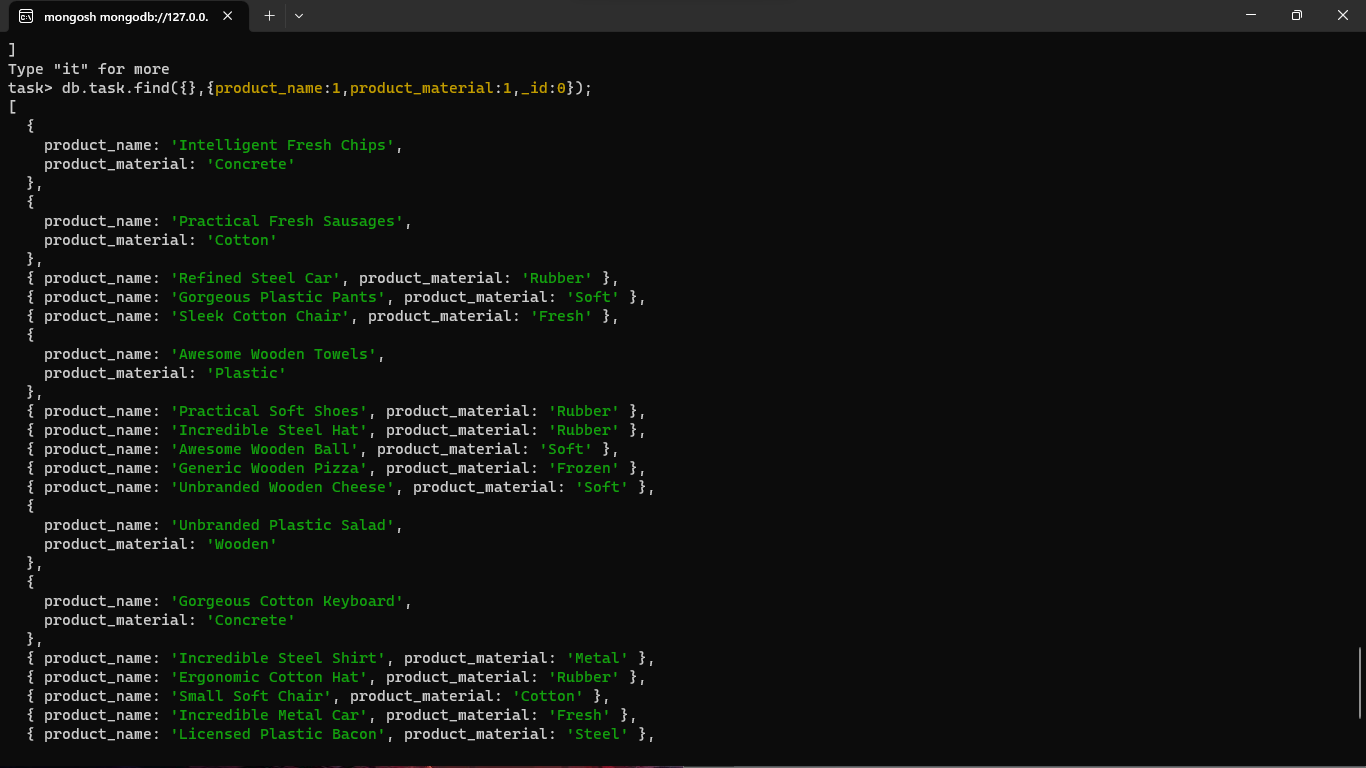 mongosh mongodb://127.0.0.
]
Type "it" for more
task> db.task.find({},{product_name:1,product_material:1,_id:0});
[
  {
    product_name: 'Intelligent Fresh Chips',
    product_material: 'Concrete'
  },
  {
    product_name: 'Practical Fresh Sausages',
    product_material: 'Cotton'
  },
  { product_name: 'Refined Steel Car', product_material: 'Rubber' },
  { product_name: 'Gorgeous Plastic Pants', product_material: 'Soft' },
  { product_name: 'Sleek Cotton Chair', product_material: 'Fresh' },
  {
    product_name: 'Awesome Wooden Towels',
    product_material: 'Plastic'
  },
  { product_name: 'Practical Soft Shoes', product_material: 'Rubber' },
  { product_name: 'Incredible Steel Hat', product_material: 'Rubber' },
  { product_name: 'Awesome Wooden Ball', product_material: 'Soft' },
  { product_name: 'Generic Wooden Pizza', product_material: 'Frozen' },
  { product_name: 'Unbranded Wooden Cheese', product_material: 'Soft' },
  {
    product_name: 'Unbranded Plastic Salad',
    product_material: 'Wooden'
  },
  {
    product_name: 'Gorgeous Cotton Keyboard',
    product_material: 'Concrete'
  },
  { product_name: 'Incredible Steel Shirt', product_material: 'Metal' },
  { product_name: 'Ergonomic Cotton Hat', product_material: 'Rubber' },
  { product_name: 'Small Soft Chair', product_material: 'Cotton' },
  { product_name: 'Incredible Metal Car', product_material: 'Fresh' },
  { product_name: 'Licensed Plastic Bacon', product_material: 'Steel' },